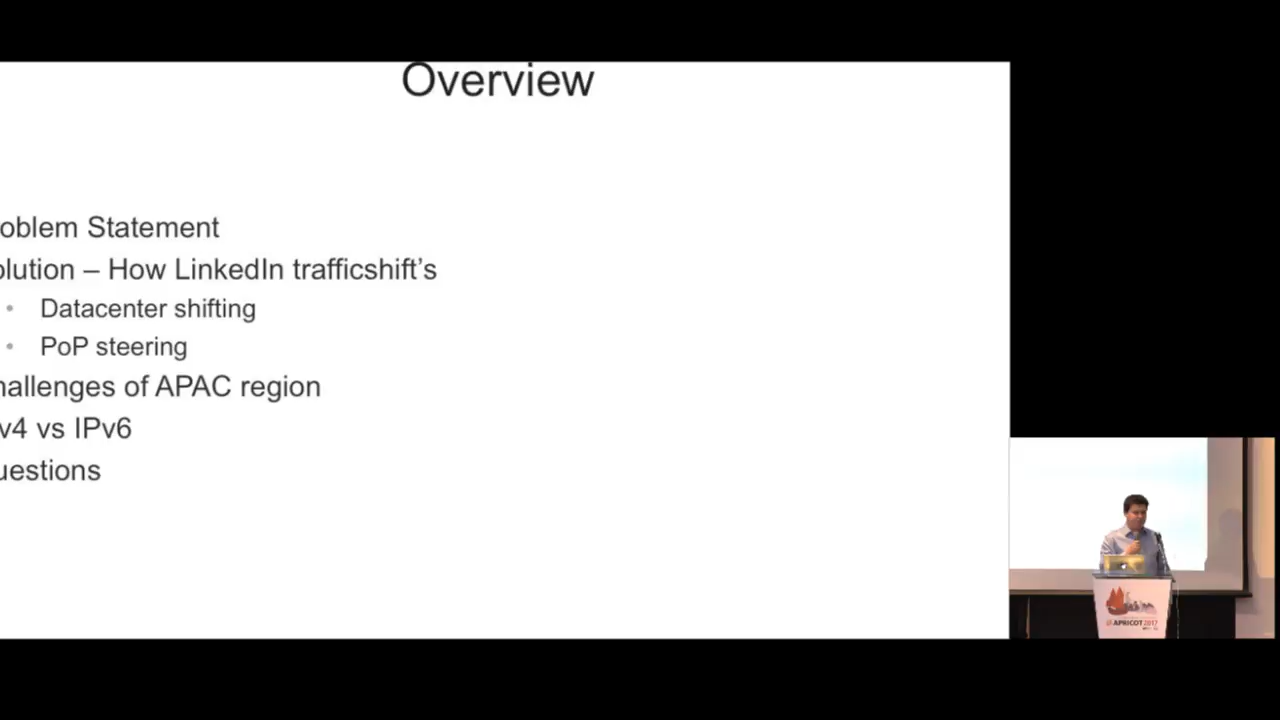 Overview
oblem Statement
olution – How LinkedIn trafficshift's
• Datacenter shifting
• PoP steering
hallenges of APAC region
v4 vs IPv6
uestions
APRICOT 2017